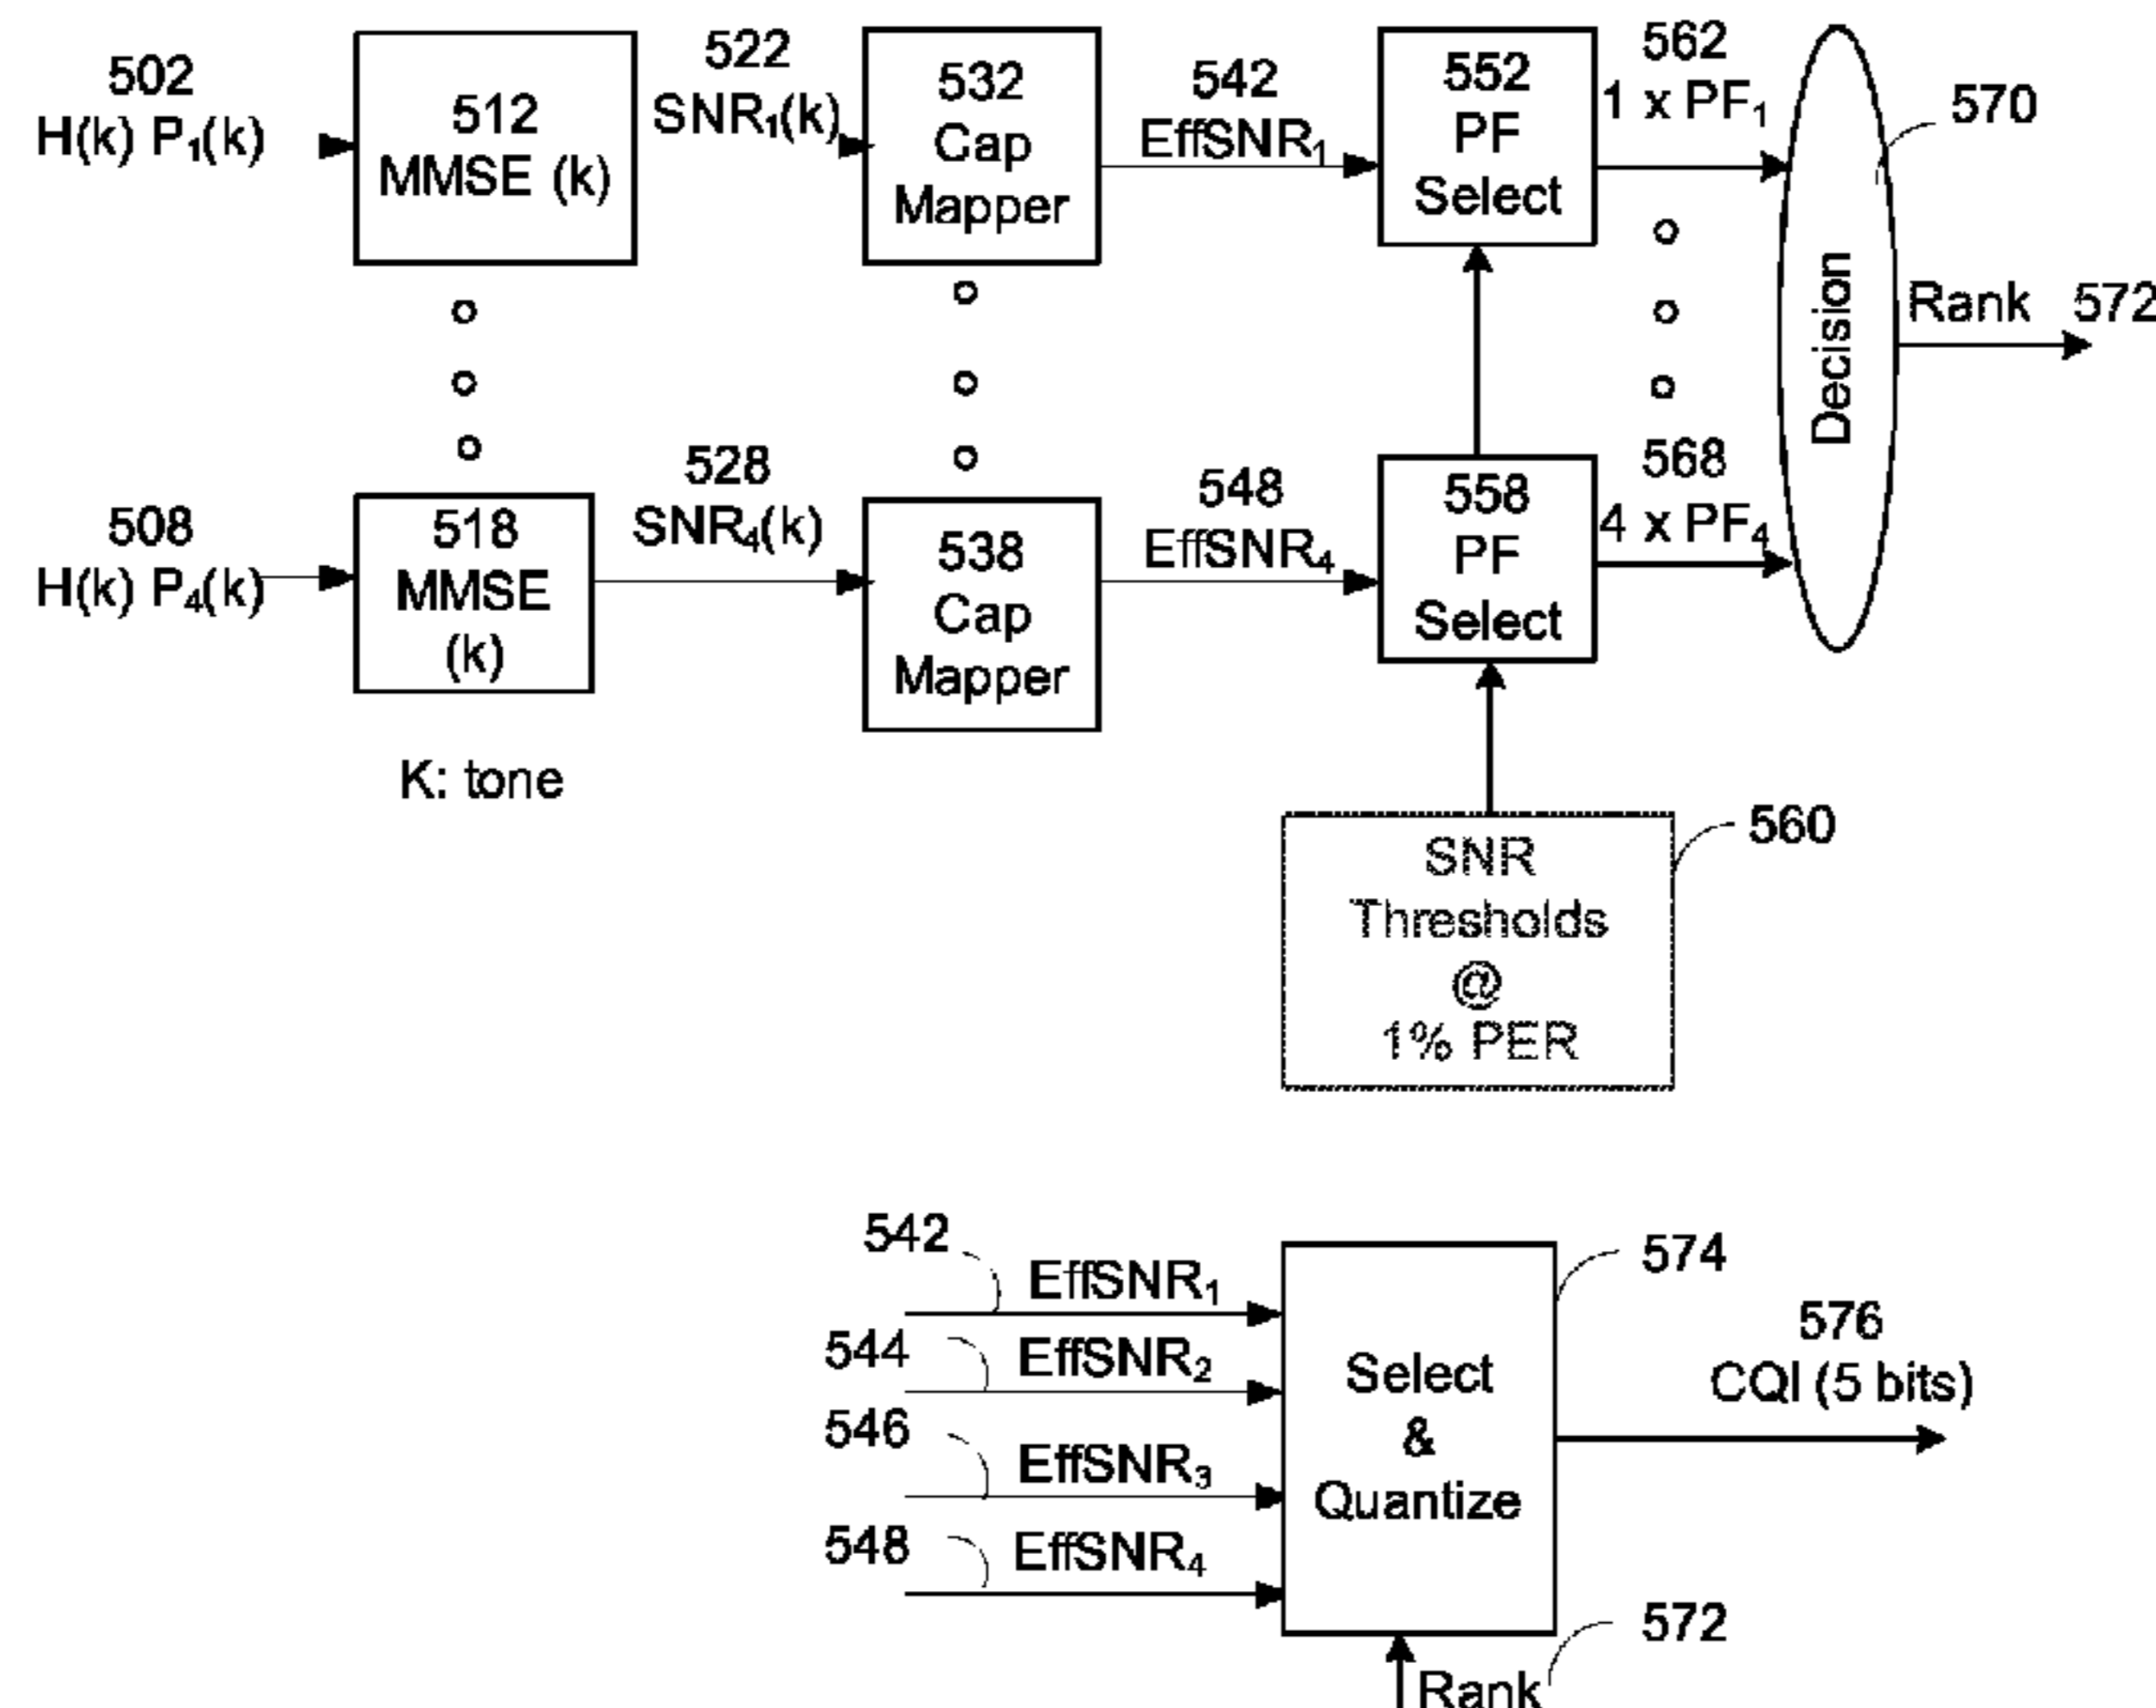 502
H(k) P₁(k)
512
MMSE (k)
522
SNR₁(k)
532
Cap
Mapper
542
EffSNR₁
552
PF
Select
562
1 x PF₁
570
Decision
Rank 572
508
H(k) P₄(k)
518
MMSE
(k)
528
SNR₄(k)
538
Cap
Mapper
548
EffSNR₄
558
PF
Select
568
4 x PF₄
K: tone
560
SNR
Thresholds
@
1% PER
542
EffSNR₁
544
EffSNR₂
546
EffSNR₃
548
EffSNR₄
574
Select
&
Quantize
576
CQI (5 bits)
572
Rank